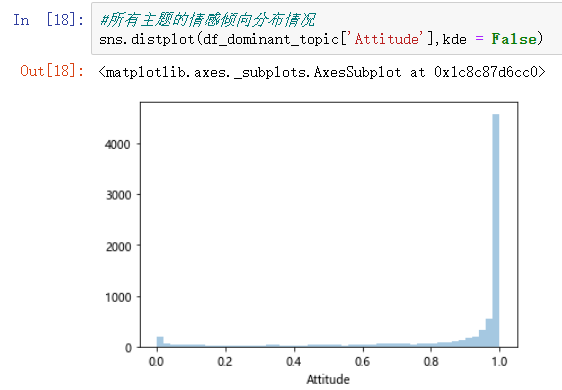 In [18]: #所有主题的情感倾向分布情况
sns.distplot(df_dominant_topic['Attitude'],kde = False)
Out[18]: <matplotlib.axes._subplots.AxesSubplot at 0x1c8c87d6cc0>
4000
3000
2000
1000
0
0.0 0.2 0.4 0.6 0.8 1.0
Attitude